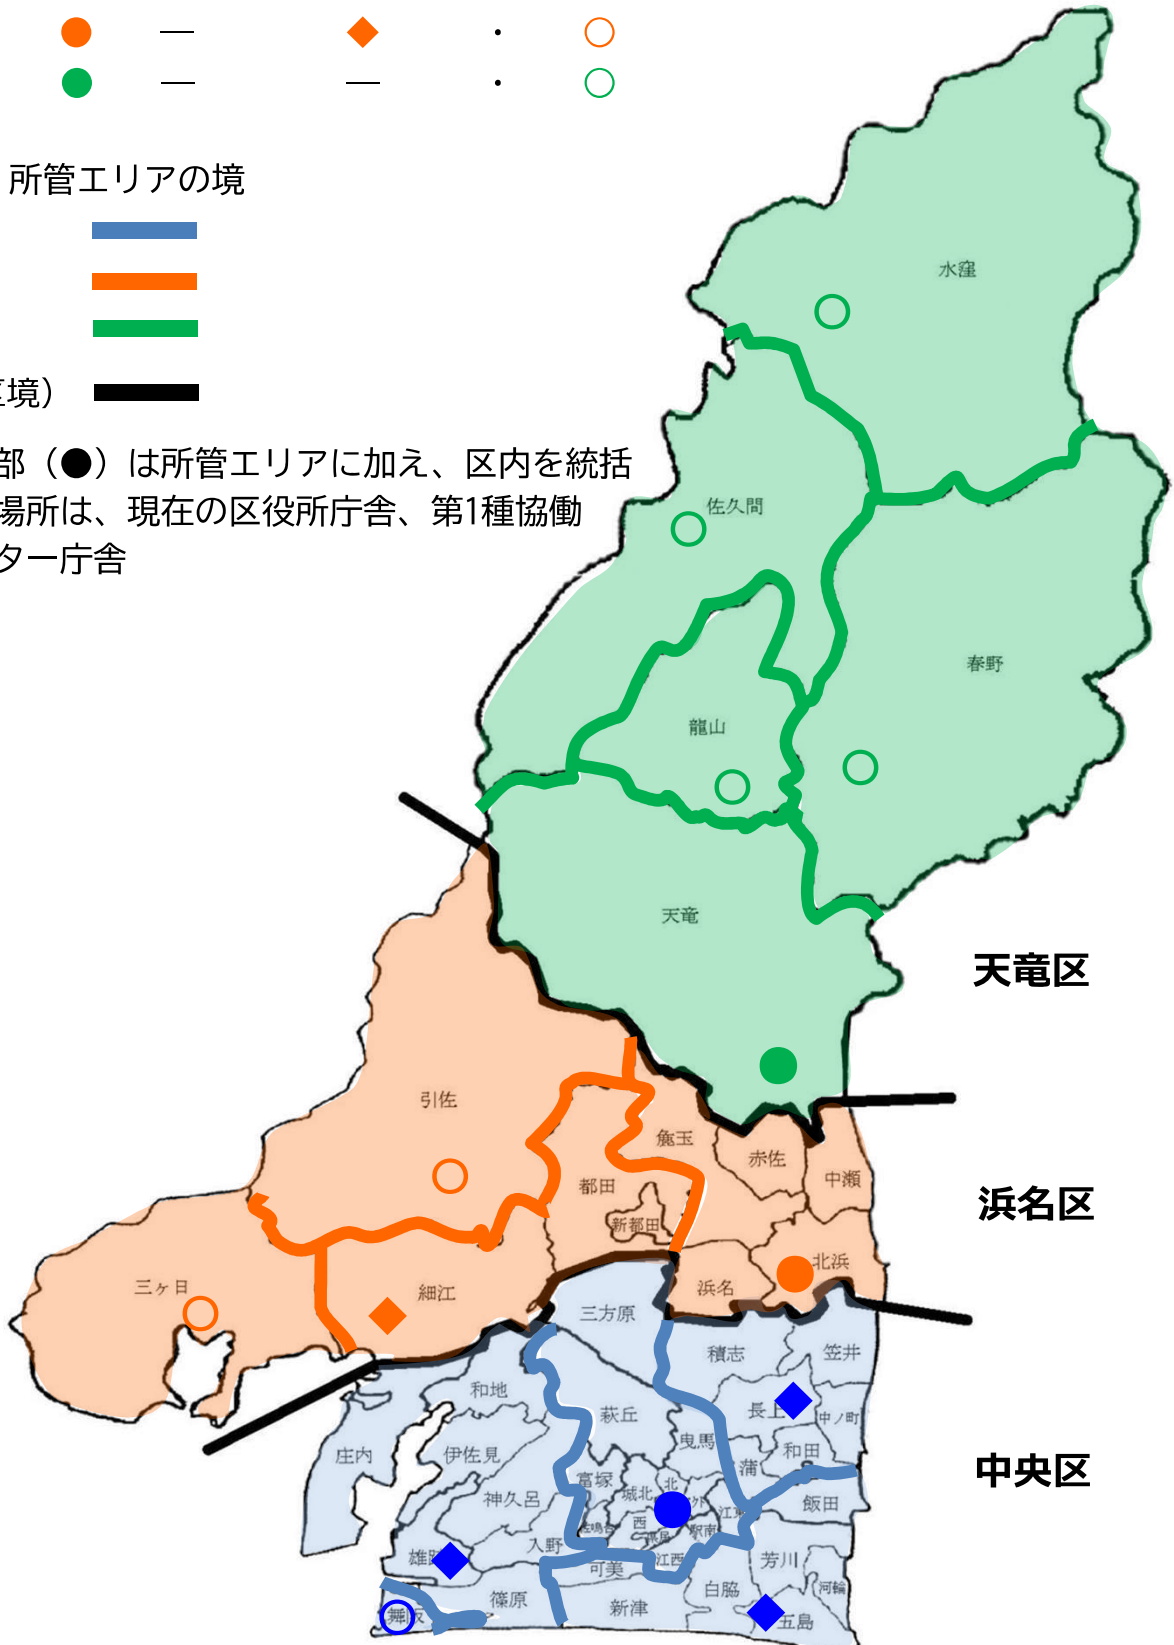 所管エリアの境
区境）
部（●）は所管エリアに加え、区内を統括
場所は、現在の区役所庁舎、第1種協働
ター庁舎
水窪
佐久間
春野
龍山
天竜
天竜区
引佐
麁玉
赤佐
中瀬
都田
新都田
浜名区
三ヶ日
細江
浜名
北浜
三方原
積志
笠井
和地
萩丘
長上
中ノ町
庄内
伊佐見
曳馬
蒲
和田
中央区
神久呂
富塚
城北
北
西
江東
飯田
佐鳴台
駅南
入野
可美
江西
芳川
雄踏
篠原
新津
白脇
河輪
舞阪
五島